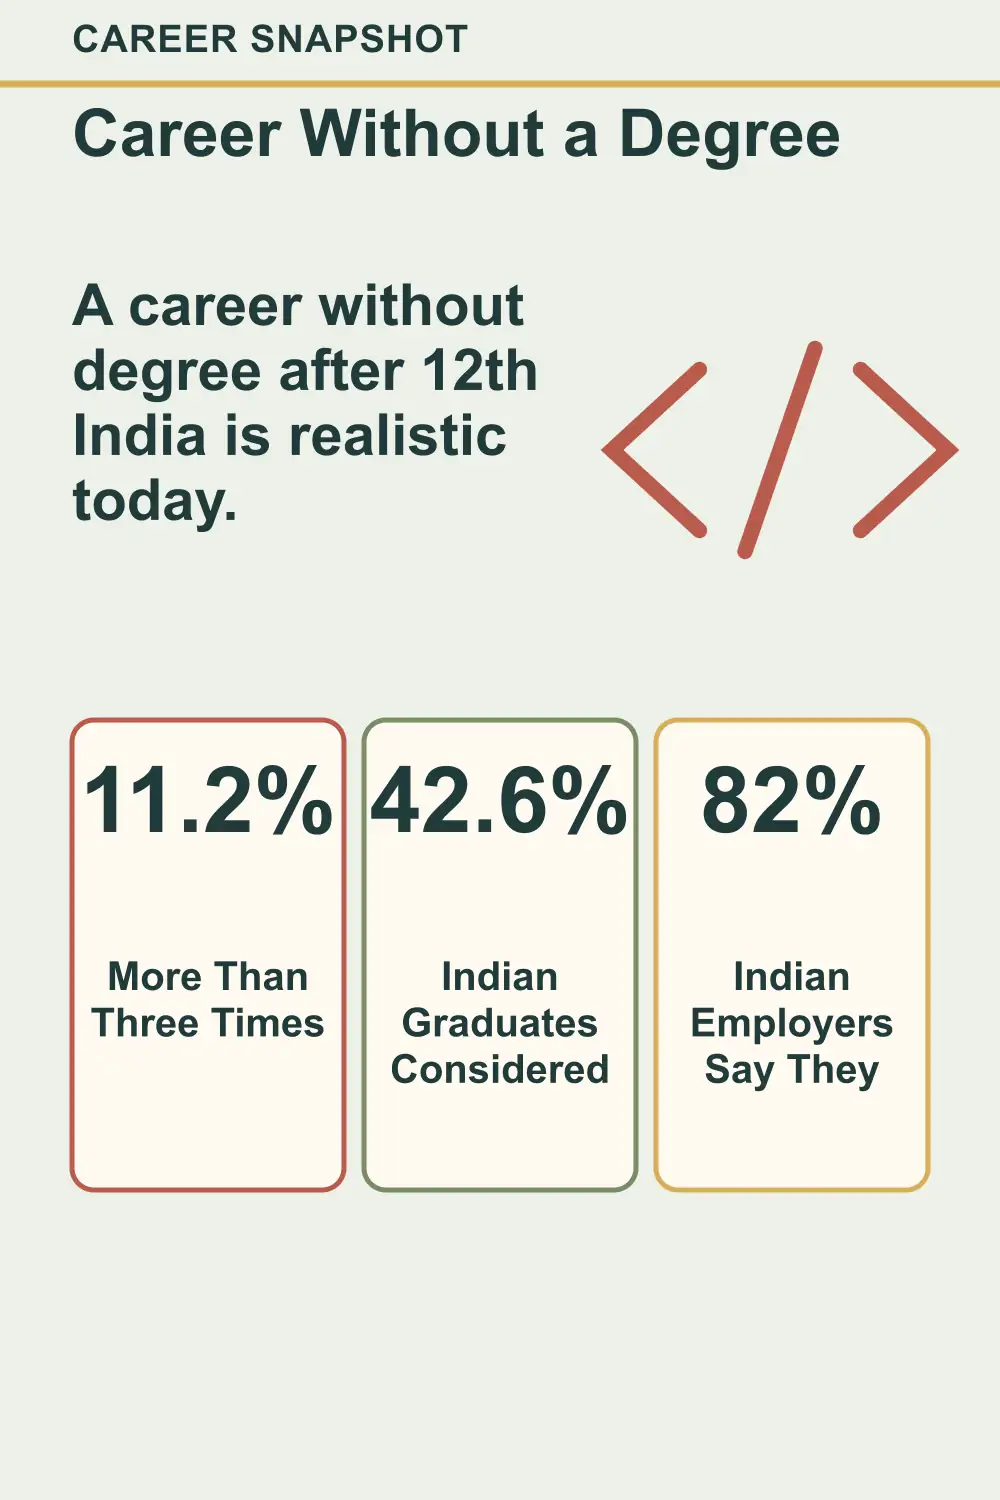 CAREER SNAPSHOT
Career Without a Degree
A career without
degree after 12th
India is realistic
today.
11.2%
More Than
Three Times
42.6%
Indian
Graduates
Considered
82%
Indian
Employers
Say They